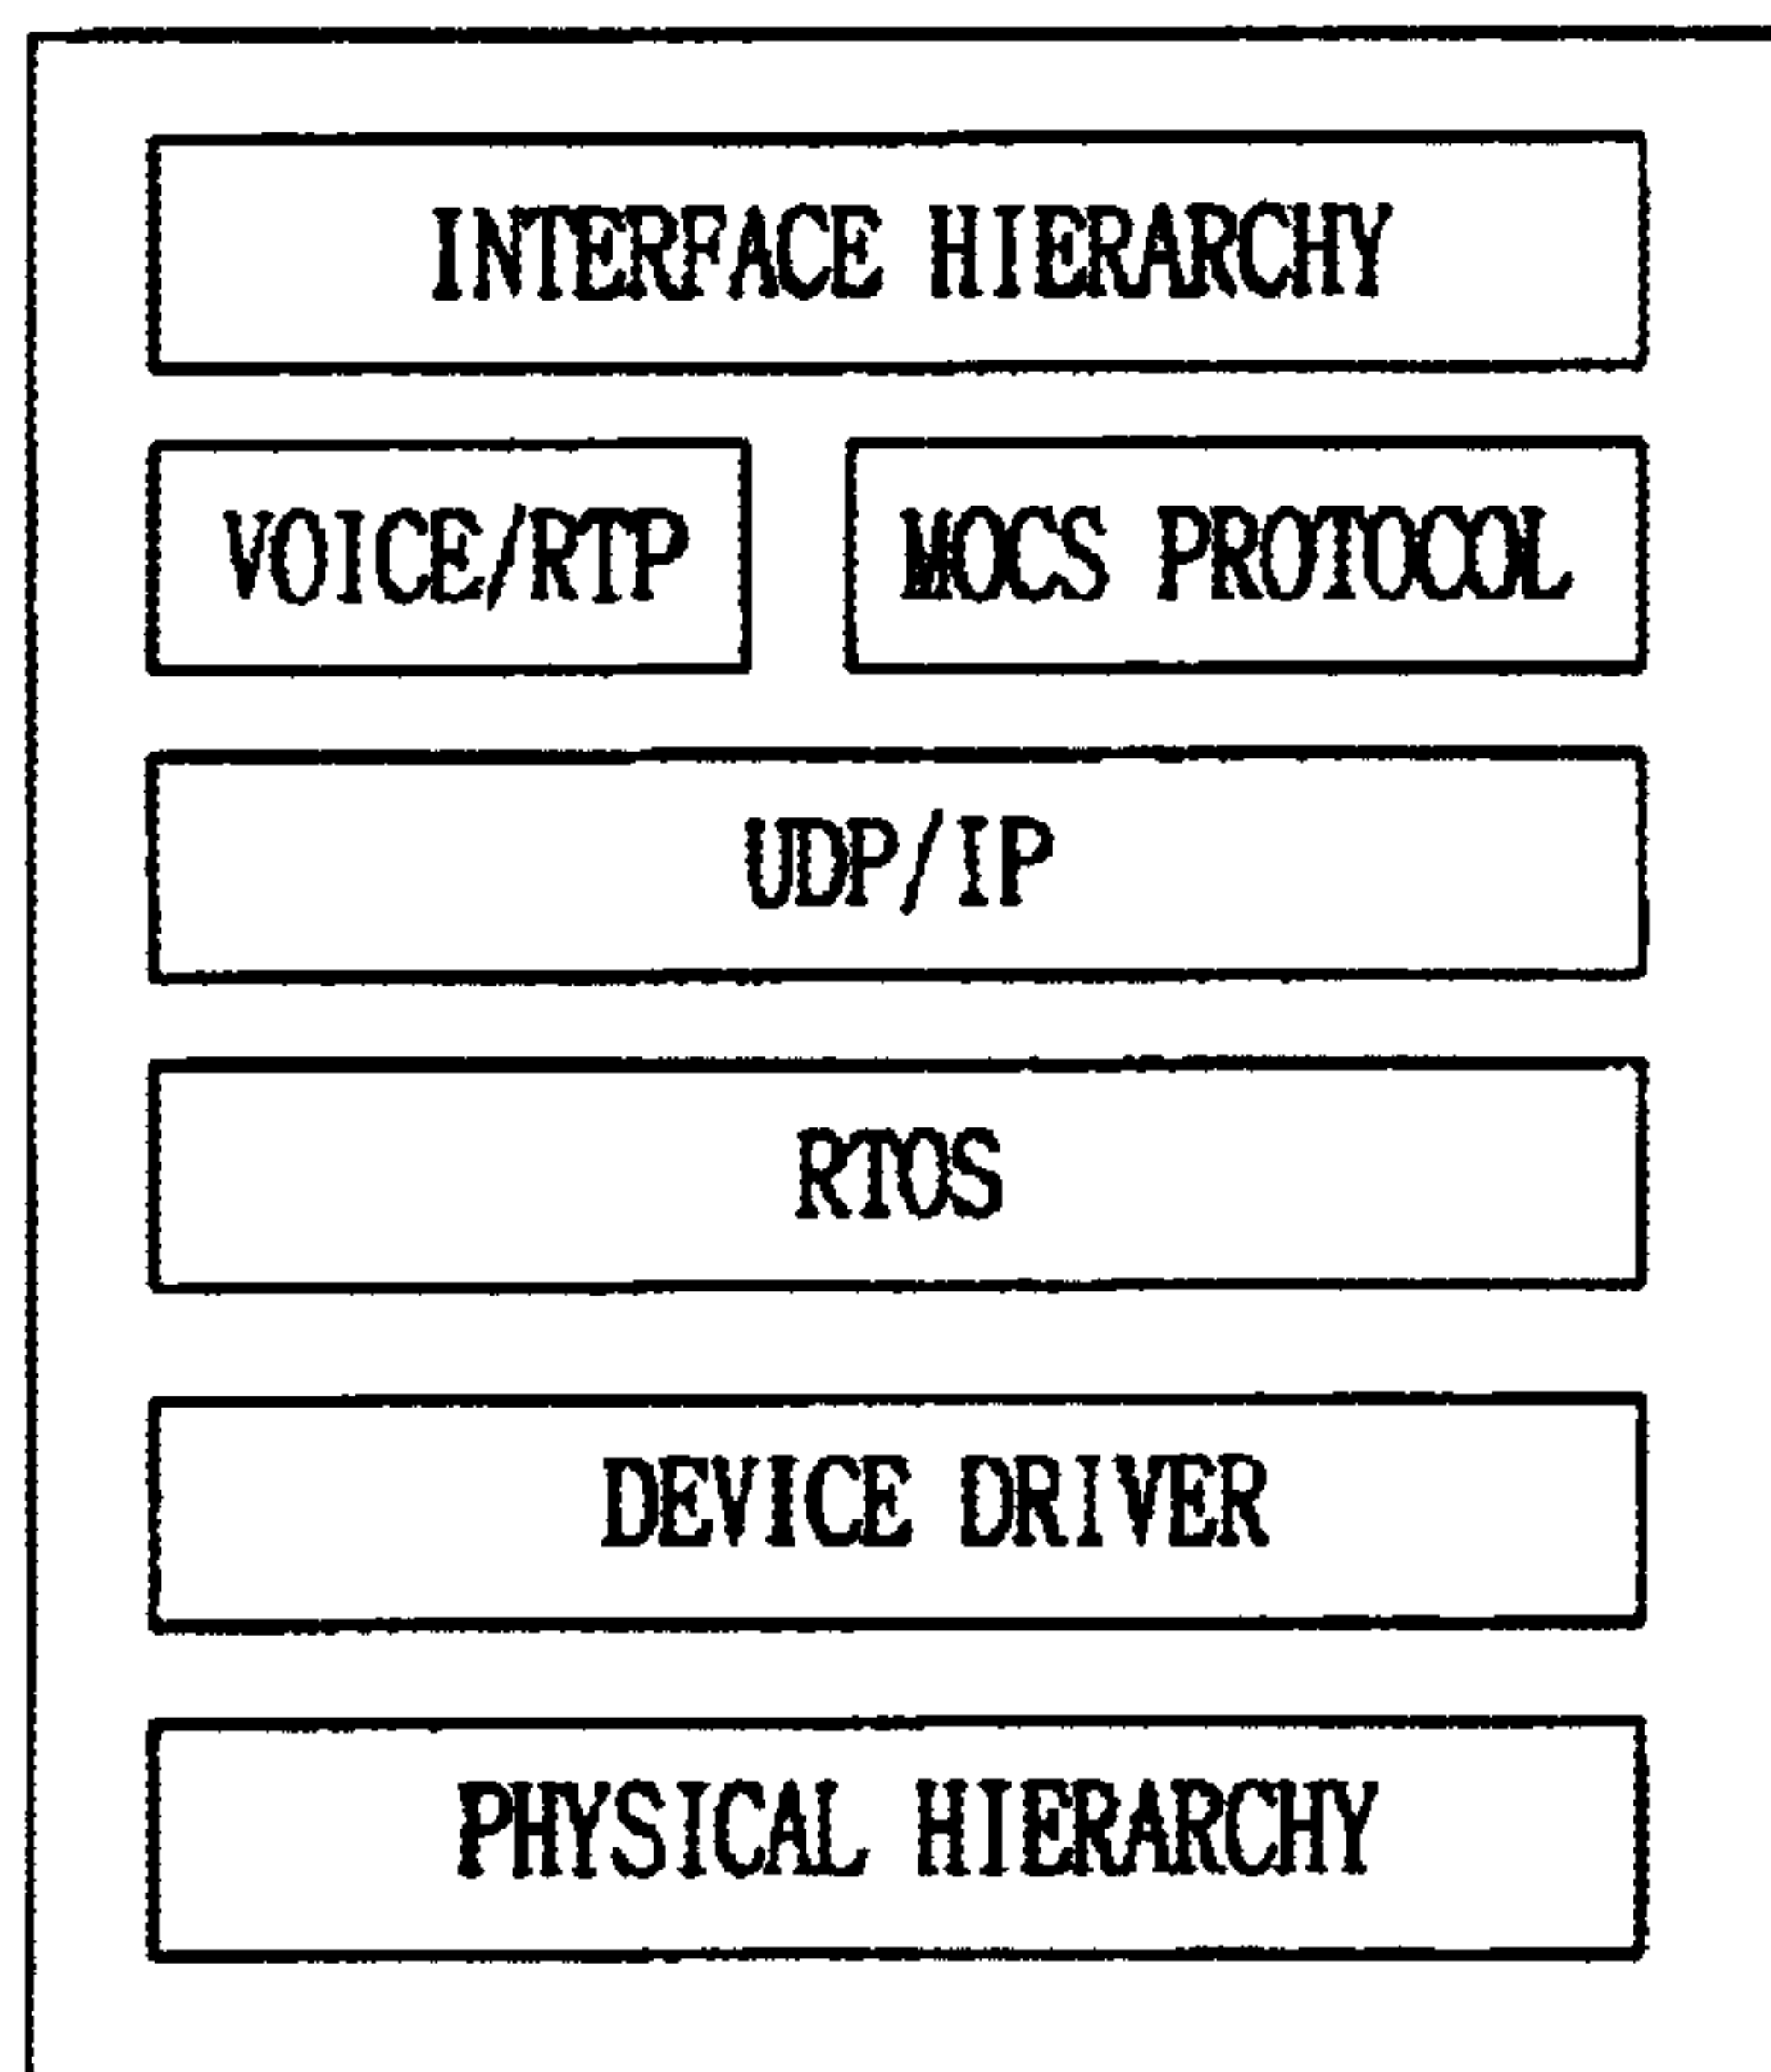 INTERFACE HIERARCHY
VOICE/RTP
MOCS PROTOCOL
UDP/IP
RTOS
DEVICE DRIVER
PHYSICAL HIERARCHY